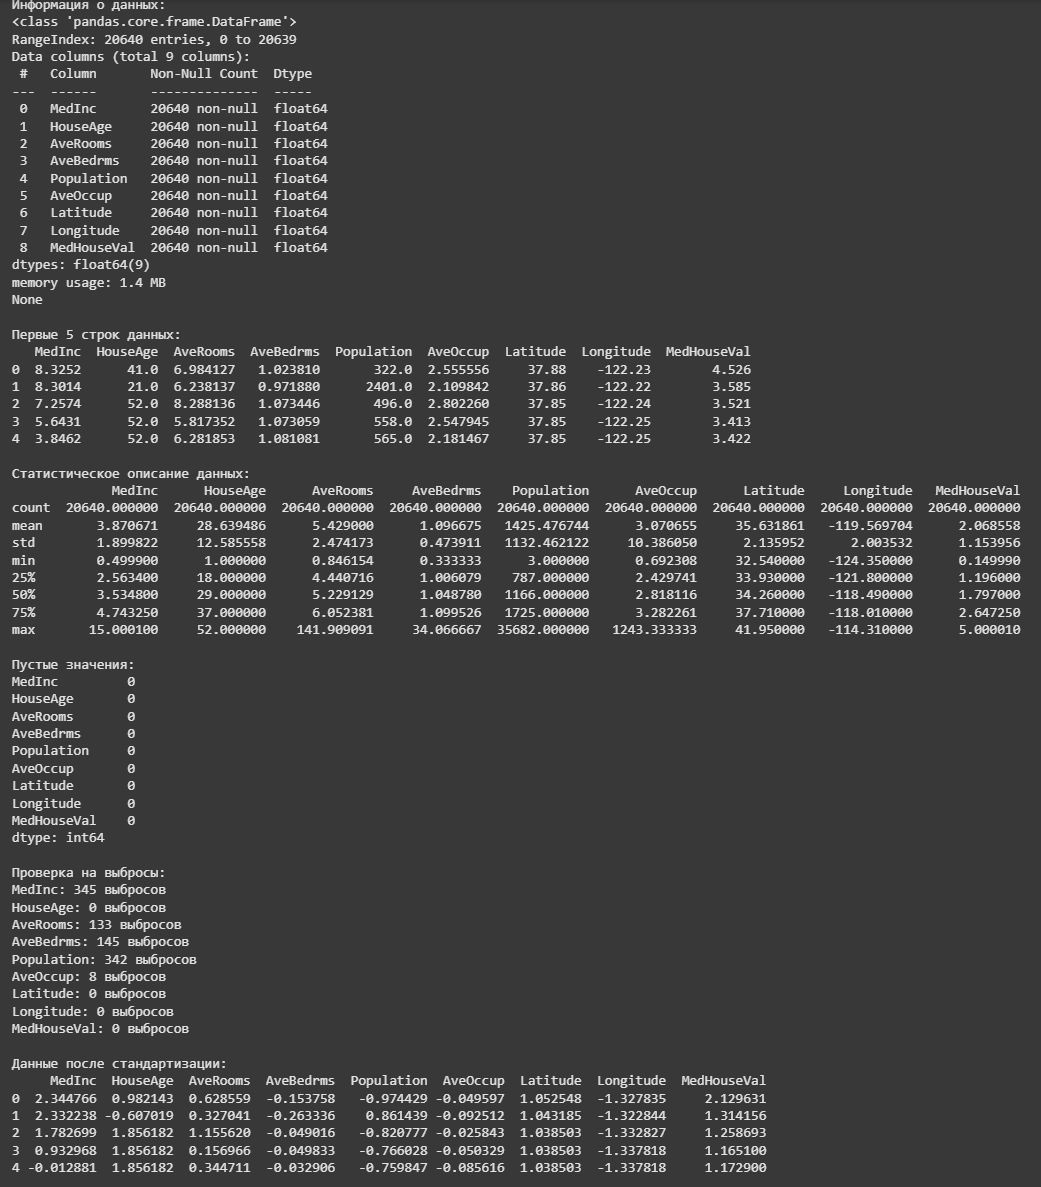 Информация о данных:
<class 'pandas.core.frame.DataFrame'>
RangeIndex: 20640 entries, 0 to 20639
Data columns (total 9 columns):
 #   Column       Non-Null Count  Dtype
---  ------       --------------  -----
 0   MedInc       20640 non-null  float64
 1   HouseAge     20640 non-null  float64
 2   AveRooms     20640 non-null  float64
 3   AveBedrms    20640 non-null  float64
 4   Population   20640 non-null  float64
 5   AveOccup     20640 non-null  float64
 6   Latitude     20640 non-null  float64
 7   Longitude    20640 non-null  float64
 8   MedHouseVal  20640 non-null  float64
dtypes: float64(9)
memory usage: 1.4 MB
None

Первые 5 строк данных:
   MedInc  HouseAge  AveRooms  AveBedrms  Population  AveOccup  Latitude  Longitude  MedHouseVal
0  8.3252      41.0  6.984127   1.023810       322.0  2.555556     37.88    -122.23        4.526
1  8.3014      21.0  6.238137   0.971880      2401.0  2.109842     37.86    -122.22        3.585
2  7.2574      52.0  8.288136   1.073446       496.0  2.802260     37.85    -122.24        3.521
3  5.6431      52.0  5.817352   1.073059       558.0  2.547945     37.85    -122.25        3.413
4  3.8462      52.0  6.281853   1.081081       565.0  2.181467     37.85    -122.25        3.422

Статистическое описание данных:
             MedInc      HouseAge      AveRooms     AveBedrms    Population      AveOccup      Latitude     Longitude   MedHouseVal
count  20640.000000  20640.000000  20640.000000  20640.000000  20640.000000  20640.000000  20640.000000  20640.000000  20640.000000
mean       3.870671     28.639486      5.429000      1.096675   1425.476744      3.070655     35.631861   -119.569704      2.068558
std        1.899822     12.585558      2.474173      0.473911   1132.462122     10.386050      2.135952      2.003532      1.153956
min        0.499900      1.000000      0.846154      0.333333      3.000000      0.692308     32.540000   -124.350000      0.149990
25%        2.563400     18.000000      4.440716      1.006079    787.000000      2.429741     33.930000   -121.800000      1.196000
50%        3.534800     29.000000      5.229129      1.048780   1166.000000      2.818116     34.260000   -118.490000      1.797000
75%        4.743250     37.000000      6.052381      1.099526   1725.000000      3.282261     37.710000   -118.010000      2.647250
max       15.000100     52.000000    141.909091     34.066667  35682.000000   1243.333333     41.950000   -114.310000      5.000010

Пустые значения:
MedInc         0
HouseAge       0
AveRooms       0
AveBedrms      0
Population     0
AveOccup       0
Latitude       0
Longitude      0
MedHouseVal    0
dtype: int64

Проверка на выбросы:
MedInc: 345 выбросов
HouseAge: 0 выбросов
AveRooms: 133 выбросов
AveBedrms: 145 выбросов
Population: 342 выбросов
AveOccup: 8 выбросов
Latitude: 0 выбросов
Longitude: 0 выбросов
MedHouseVal: 0 выбросов

Данные после стандартизации:
     MedInc  HouseAge  AveRooms  AveBedrms  Population  AveOccup  Latitude  Longitude  MedHouseVal
0  2.344766  0.982143  0.628559  -0.153758   -0.974429 -0.049597  1.052548  -1.327835     2.129631
1  2.332238 -0.607019  0.327041  -0.263336    0.861439 -0.092512  1.043185  -1.322844     1.314156
2  1.782699  1.856182  1.155620  -0.049016   -0.820777 -0.025843  1.038503  -1.332827     1.258693
3  0.932968  1.856182  0.156966  -0.049833   -0.766028 -0.050329  1.038503  -1.337818     1.165100
4 -0.012881  1.856182  0.344711  -0.032906   -0.759847 -0.085616  1.038503  -1.337818     1.172900